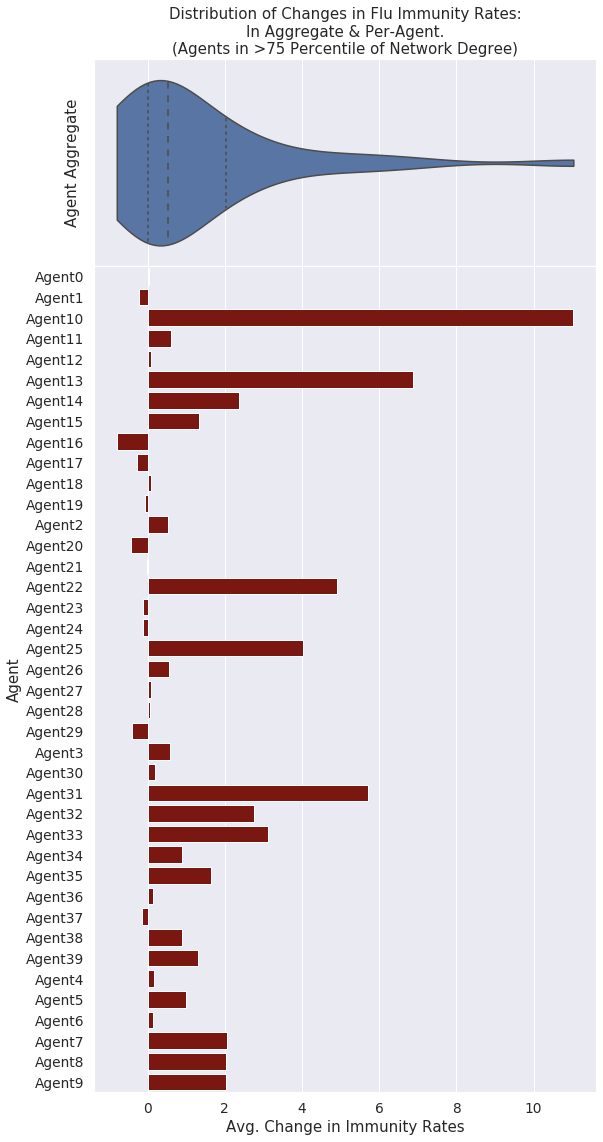 Distribution of Changes in Flu Immunity Rates:
In Aggregate & Per-Agent.
(Agents in >75 Percentile of Network Degree)
Agent Aggregate
Agent
Agent0
Agent1
Agent10
Agent11
Agent12
Agent13
Agent14
Agent15
Agent16
Agent17
Agent18
Agent19
Agent2
Agent20
Agent21
Agent22
Agent23
Agent24
Agent25
Agent26
Agent27
Agent28
Agent29
Agent3
Agent30
Agent31
Agent32
Agent33
Agent34
Agent35
Agent36
Agent37
Agent38
Agent39
Agent4
Agent5
Agent6
Agent7
Agent8
Agent9
0 2 4 6 8 10
Avg. Change in Immunity Rates